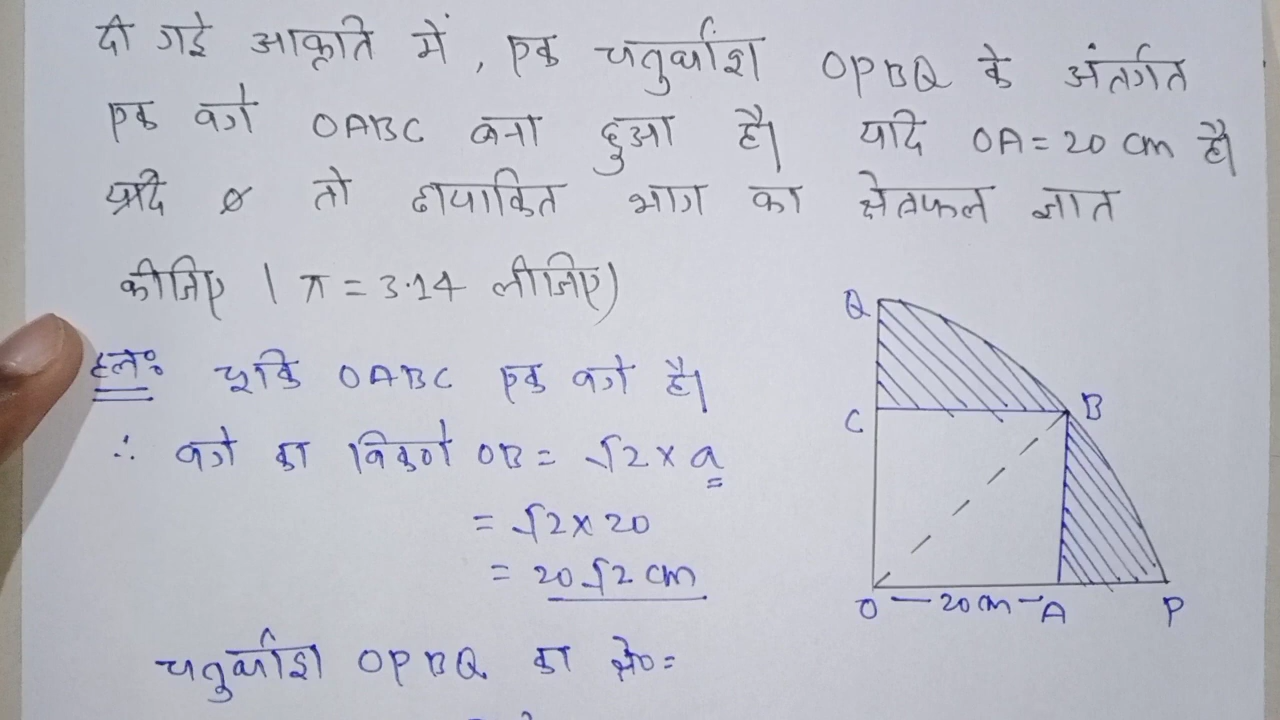 दी गई आकृति में, एक चतुर्थांश OPBQ के अंतर्गत
एक वर्ग OABC बना हुआ है। यदि OA = 20 cm है।
यदि तो छायांकित भाग का क्षेत्रफल ज्ञात
कीजिए ( π = 3.14 लीजिए)
हल: चूंकि OABC एक वर्ग है।
∴ वर्ग का विकर्ण OB = √2 × a
= √2 × 20
= 20√2 cm
चतुर्थांश OPBQ का क्षे० =
Q
C
B
O — 20 cm — A
P